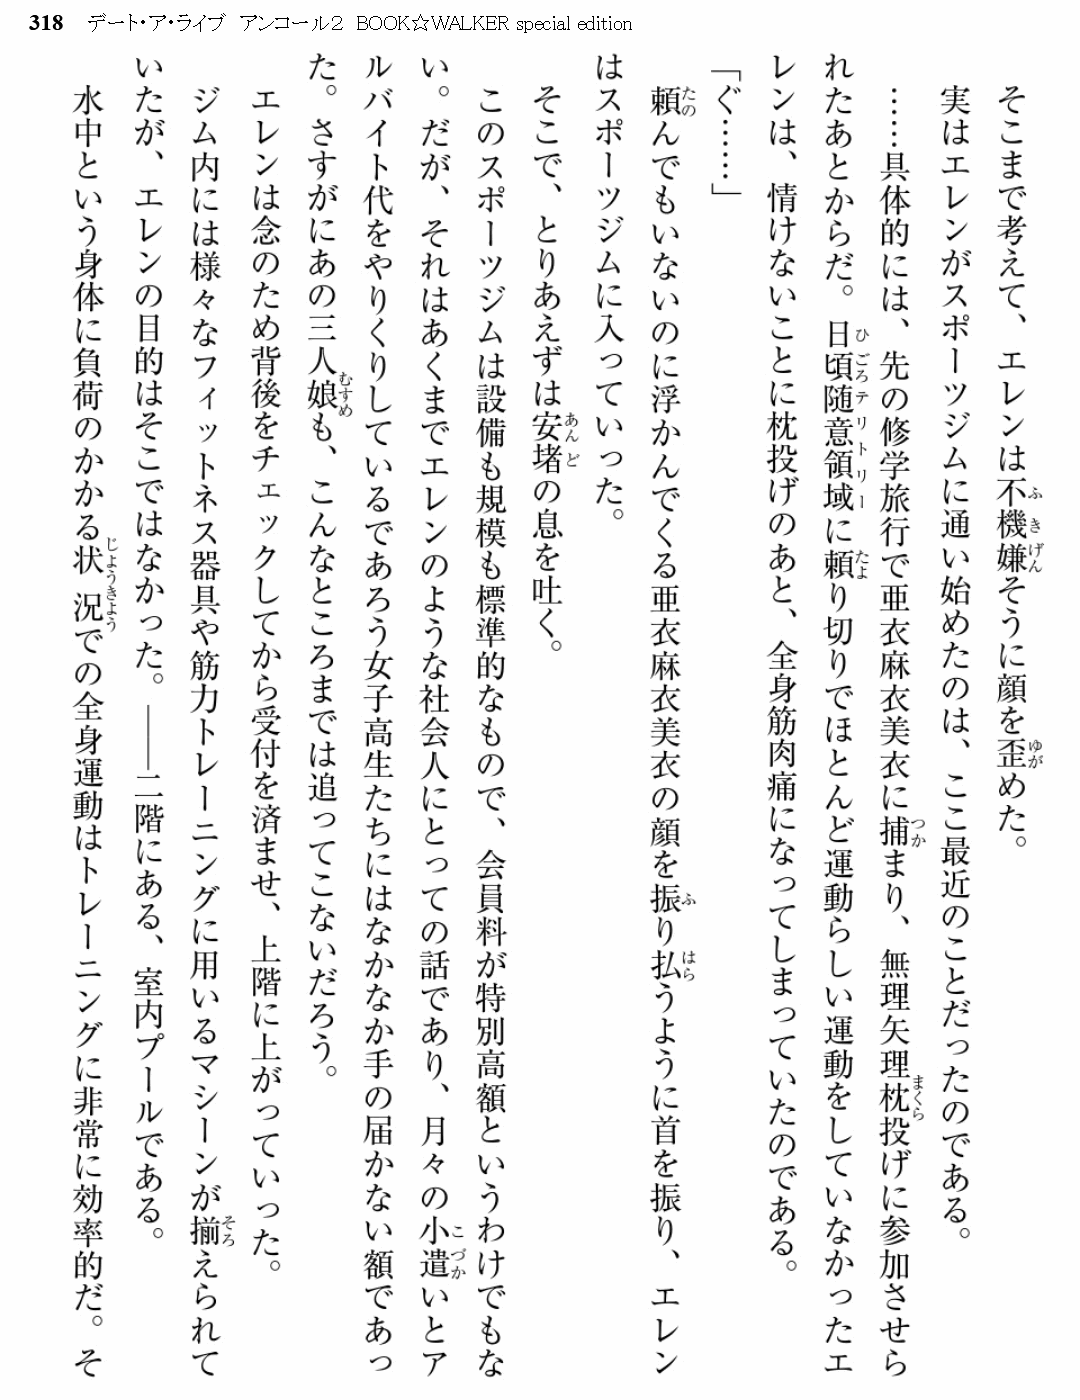 318 デート・ア・ライブ アンコール2 BOOK☆WALKER special edition
そこまで考えて、エレンは不機嫌そうに顔を歪めた。
実はエレンがスポーツジムに通い始めたのは、ここ最近のことだったのである。
……具体的には、先の修学旅行で亜衣麻衣美衣に捕まり、無理矢理枕投げに参加させら
れたあとからだ。日頃随意領域に頼り切りでほとんど運動らしい運動をしていなかったエ
レンは、情けないことに枕投げのあと、全身筋肉痛になってしまっていたのである。
「ぐ……」
頼んでもいないのに浮かんでくる亜衣麻衣美衣の顔を振り払うように首を振り、エレン
はスポーツジムに入っていった。
そこで、とりあえずは安堵の息を吐く。
このスポーツジムは設備も規模も標準的なもので、会員料が特別高額というわけでもな
い。だが、それはあくまでエレンのような社会人にとっての話であり、月々の小遣いとア
ルバイト代をやりくりしているであろう女子高生たちにはなかなか手の届かない額であっ
た。さすがにあの三人娘も、こんなところまでは追ってこないだろう。
エレンは念のため背後をチェックしてから受付を済ませ、上階に上がっていった。
ジム内には様々なフィットネス器具や筋力トレーニングに用いるマシーンが揃えられて
いたが、エレンの目的はそこではなかった。――二階にある、室内プールである。
水中という身体に負荷のかかる状況での全身運動はトレーニングに非常に効率的だ。そ